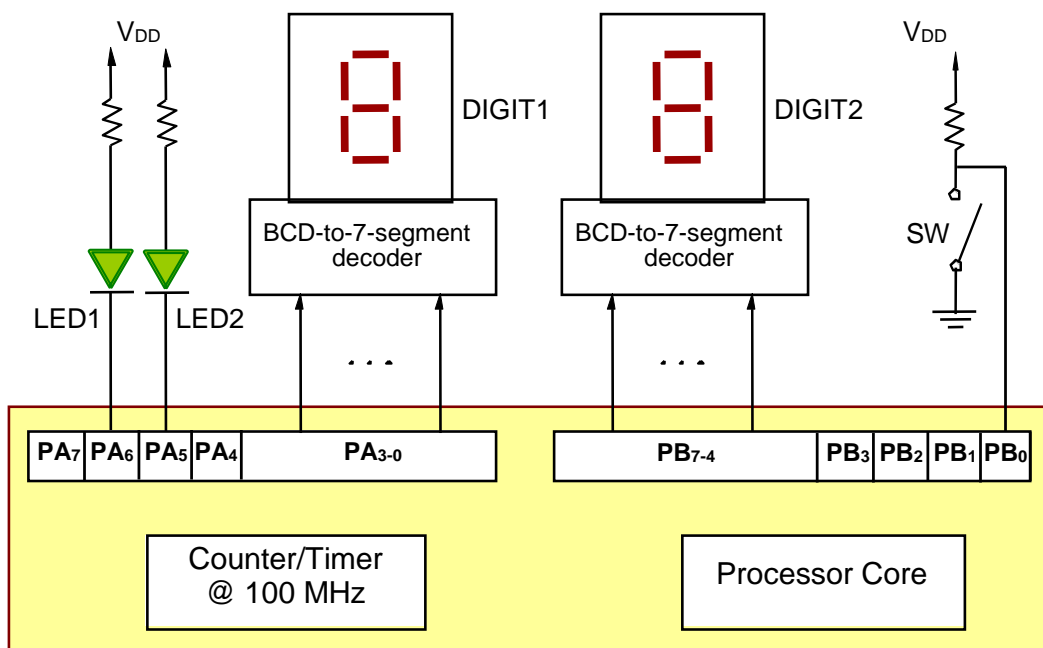 VDD
VDD
DIGIT1
DIGIT2
BCD-to-7-segment
decoder
BCD-to-7-segment
decoder
SW
LED1
LED2
. . .
. . .
PA7 PA6 PA5 PA4 PA3-0
PB7-4 PB3 PB2 PB1 PB0
Counter/Timer
@ 100 MHz
Processor Core